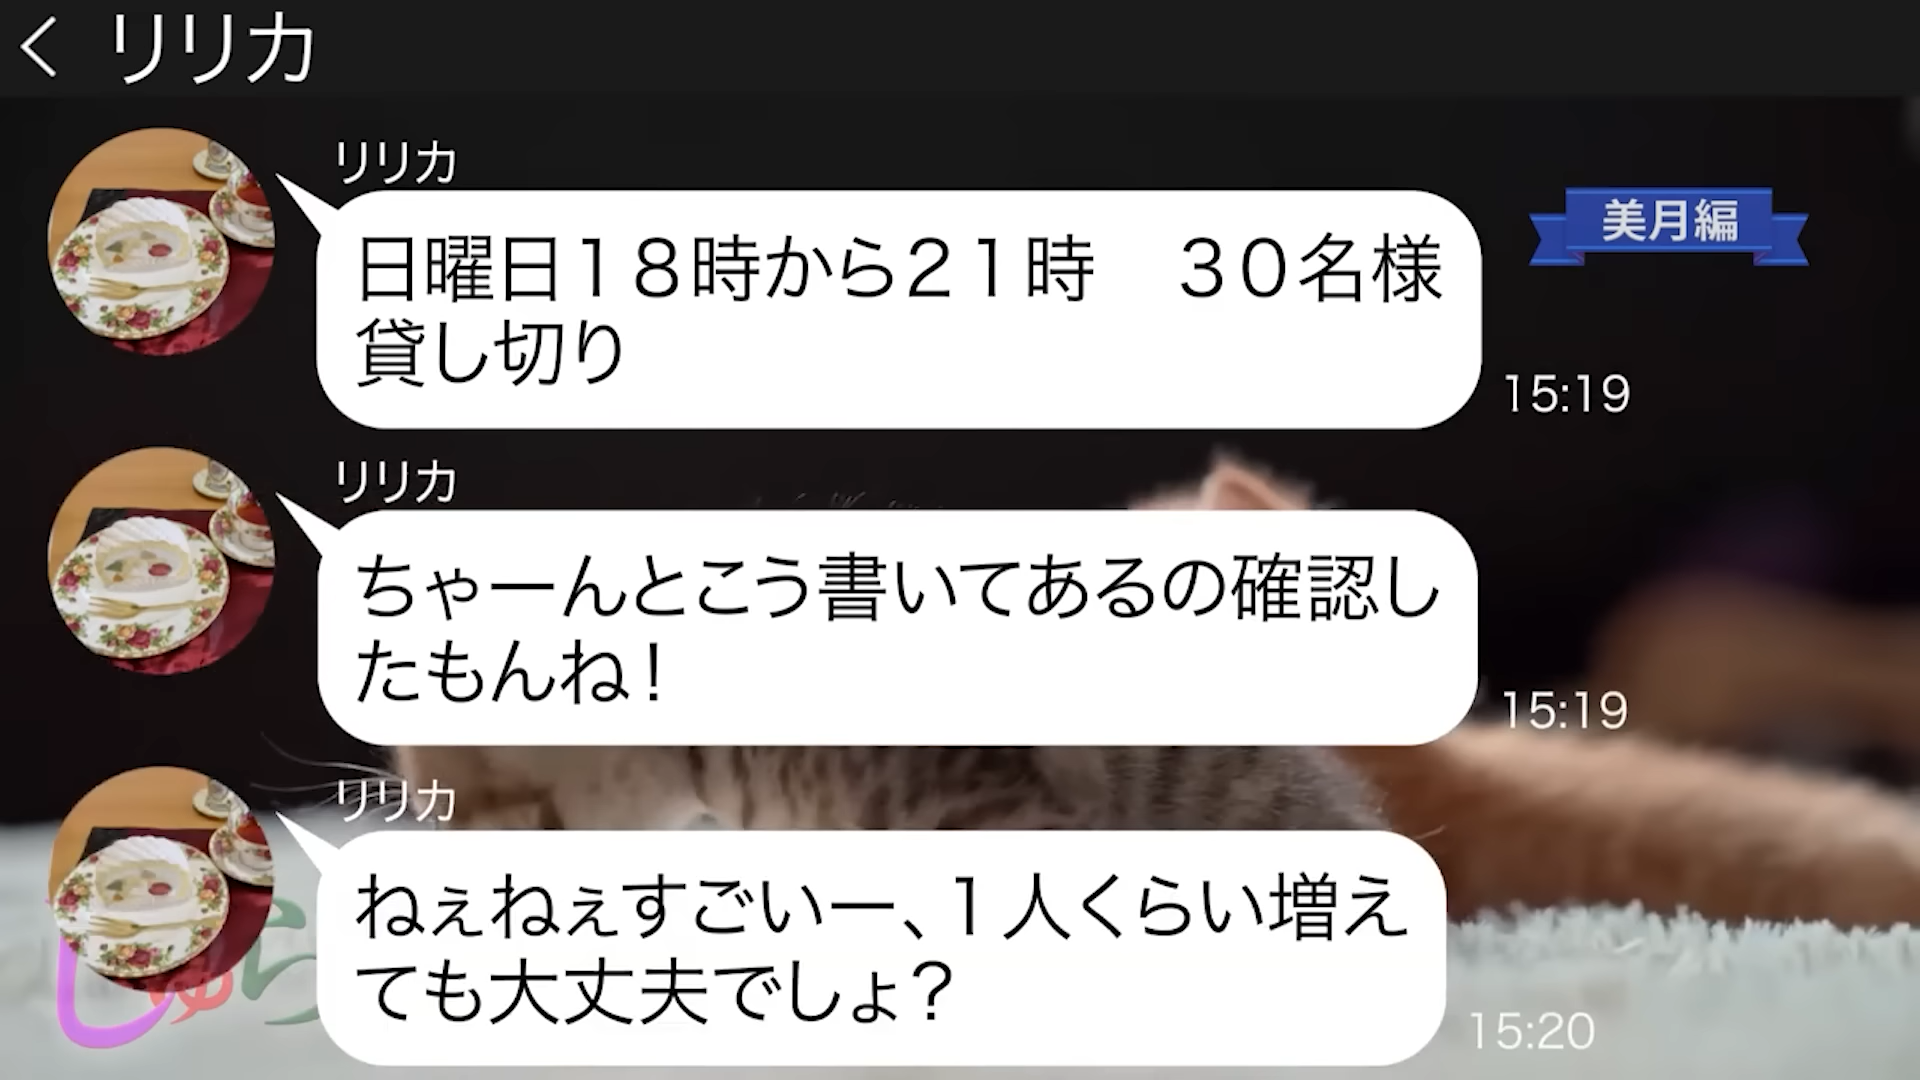 リリカ
リリカ
美月編
日曜日１８時から２１時　３０名様
貸し切り
15:19
リリカ
ちゃーんとこう書いてあるの確認し
たもんね！
15:19
リリカ
ねぇねぇすごいー、１人くらい増え
ても大丈夫でしょ？
15:20
しゅら